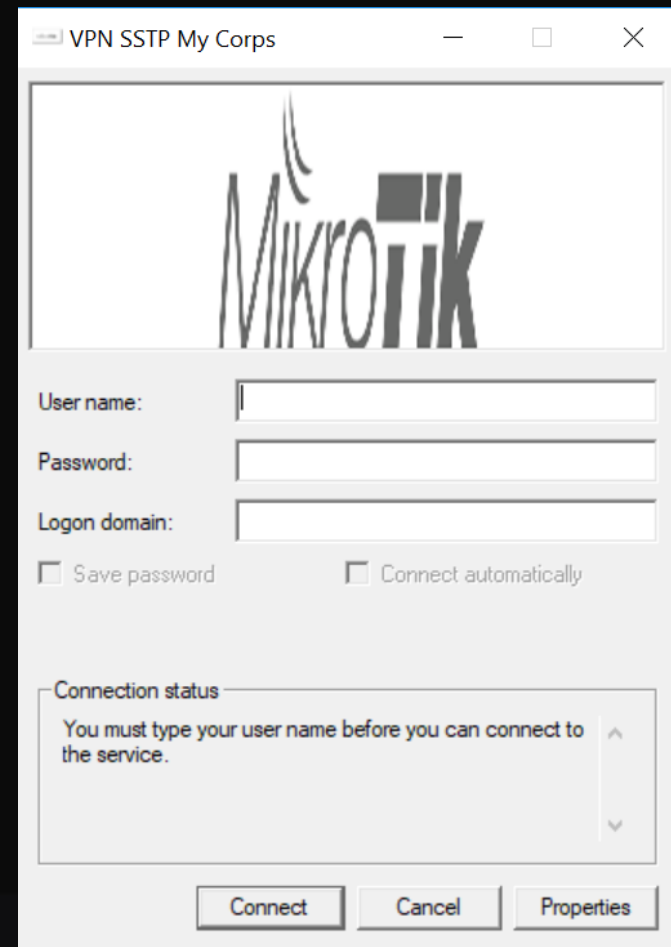 VPN SSTP My Corps
MikroTik
User name:
Password:
Logon domain:
Save password
Connect automatically
Connection status
You must type your user name before you can connect to
the service.
Connect
Cancel
Properties